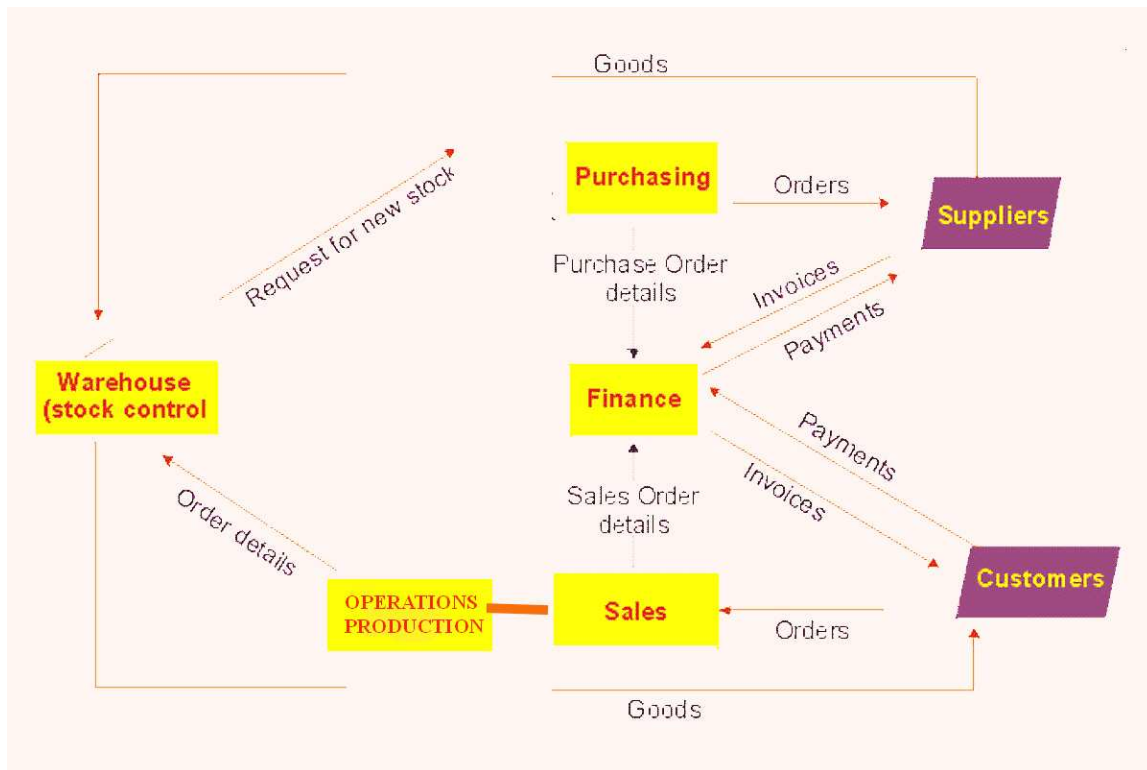 Goods
Purchasing
Orders
Suppliers
Request for new stock
Purchase Order
details
Invoices
Payments
Warehouse
(stock control
Finance
Payments
Invoices
Sales Order
details
Order details
Customers
OPERATIONS
PRODUCTION
Sales
Orders
Goods